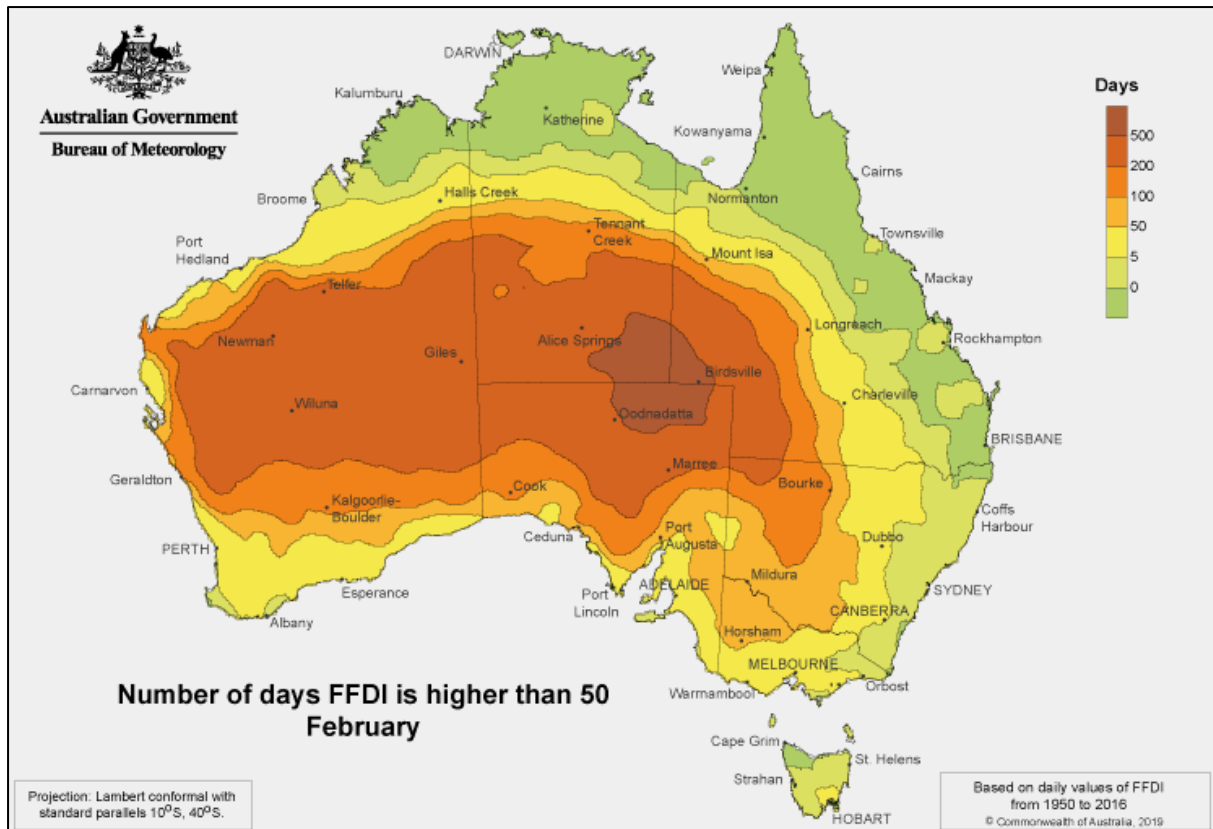 Australian Government
Bureau of Meteorology
DARWIN
Weipa
Kalumburu
Katherine
Kowanyama
Cairns
Broome
Halls Creek
Normanton
Townsville
Port
Hedland
Tennant
Creek
Mount Isa
Mackay
Telfer
Newman
Alice Springs
Longreach
Rockhampton
Giles
Birdsville
Carnarvon
Wiluna
Oodnadatta
Charleville
BRISBANE
Geraldton
Marree
Bourke
Cook
Kalgoorlie-
Boulder
Coffs
Harbour
PERTH
Ceduna
Port
Augusta
Dubbo
Esperance
Port
Lincoln
ADELAIDE
Mildura
SYDNEY
Albany
CANBERRA
Horsham
MELBOURNE
Warrnambool
Orbost
Cape Grim
St. Helens
Strahan
HOBART
Days
500
200
100
50
5
0
Number of days FFDI is higher than 50
February
Projection: Lambert conformal with
standard parallels 10°S, 40°S.
Based on daily values of FFDI
from 1950 to 2016
© Commonwealth of Australia, 2019